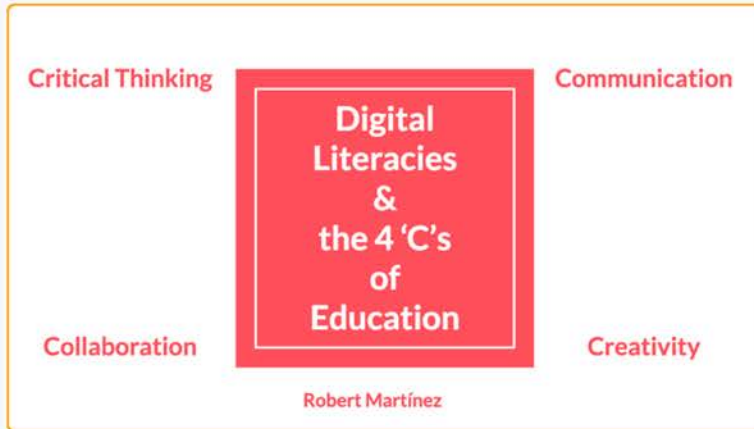 Critical Thinking
Communication
Digital
Literacies
&
the 4 ‘C’s
of
Education
Collaboration
Creativity
Robert Martínez